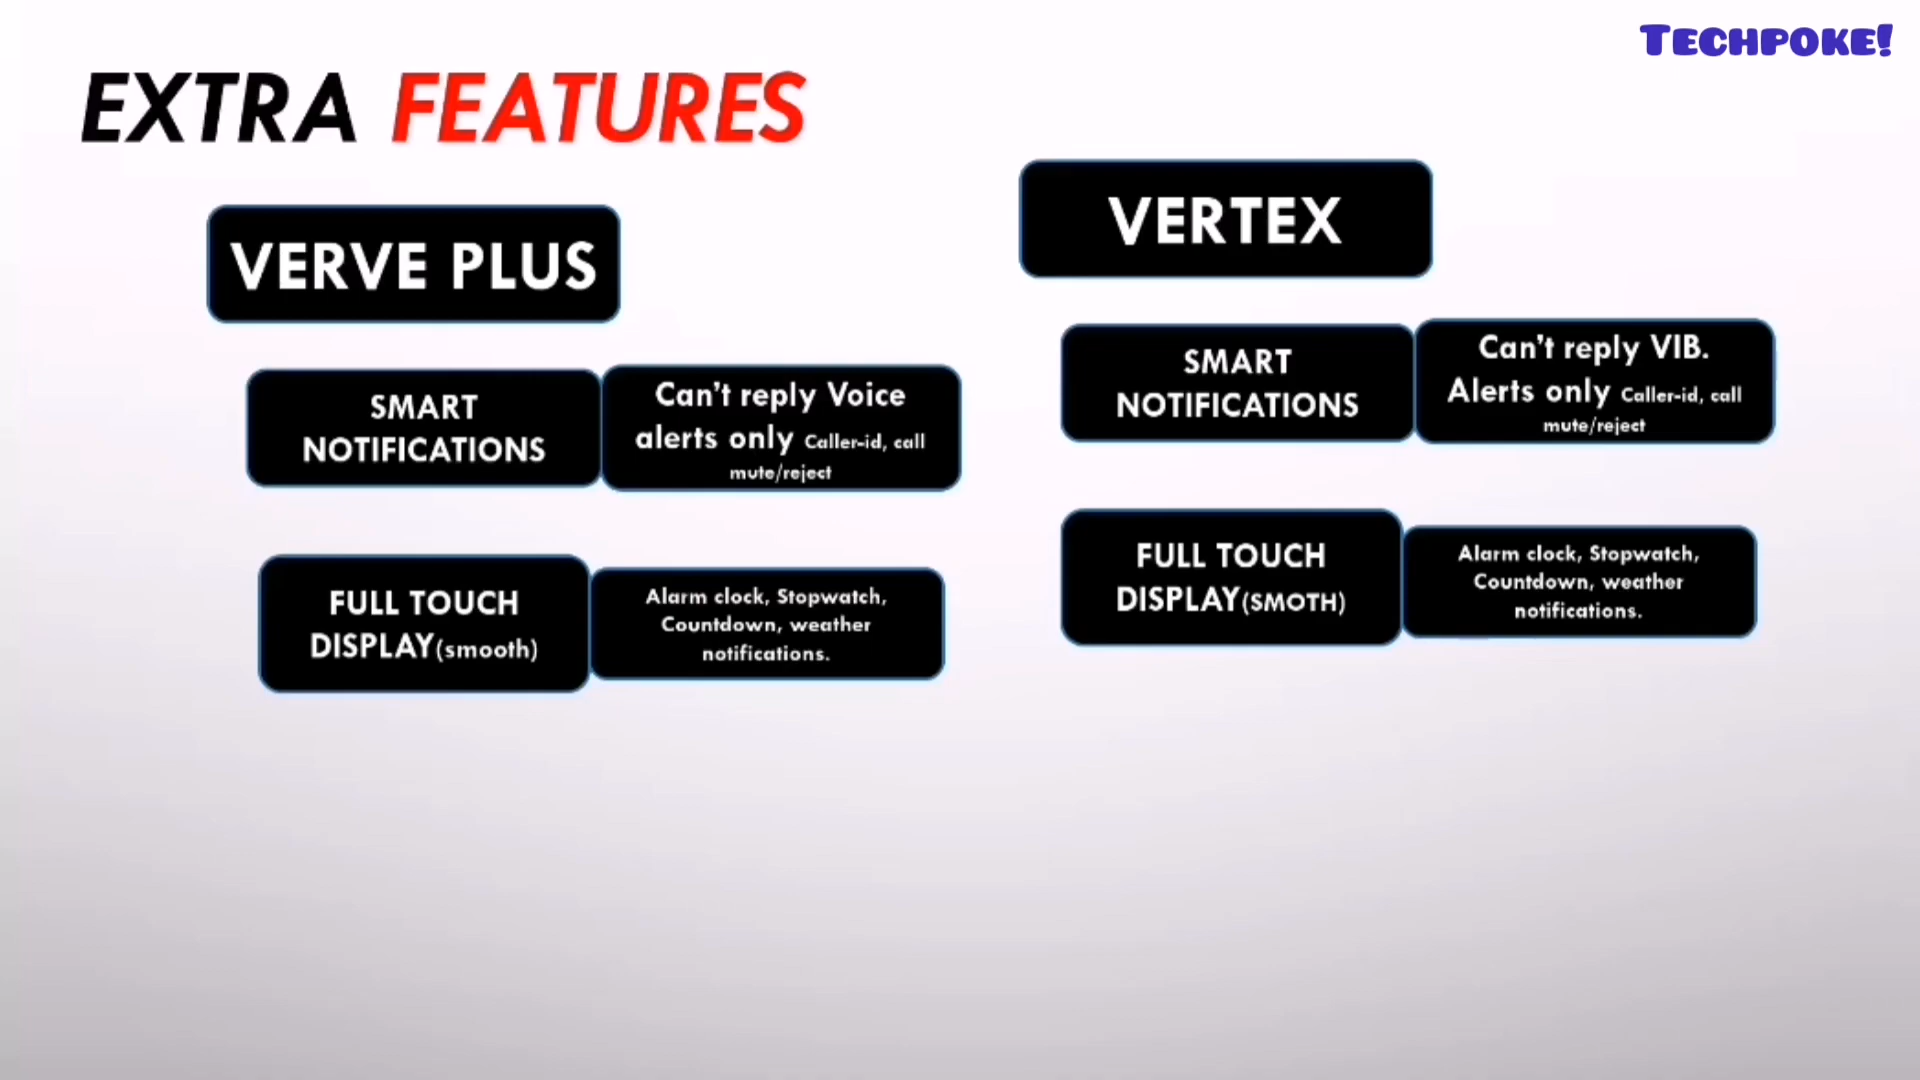 Techpoke!
EXTRA FEATURES
VERVE PLUS
SMART
NOTIFICATIONS
Can't reply Voice
alerts only Caller-id, call
mute/reject
FULL TOUCH
DISPLAY(smooth)
Alarm clock, Stopwatch,
Countdown, weather
notifications.
VERTEX
SMART
NOTIFICATIONS
Can't reply VIB.
Alerts only Caller-id, call
mute/reject
FULL TOUCH
DISPLAY(SMOTH)
Alarm clock, Stopwatch,
Countdown, weather
notifications.